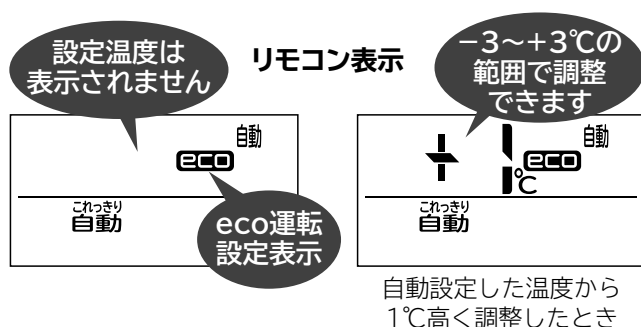 リモコン表示
設定温度は
表示されません
自動
eco
これっきり
自動
eco運転
設定表示
−3～+3℃の
範囲で調整
できます
自動
+1℃
eco
これっきり
自動
自動設定した温度から
1℃高く調整したとき